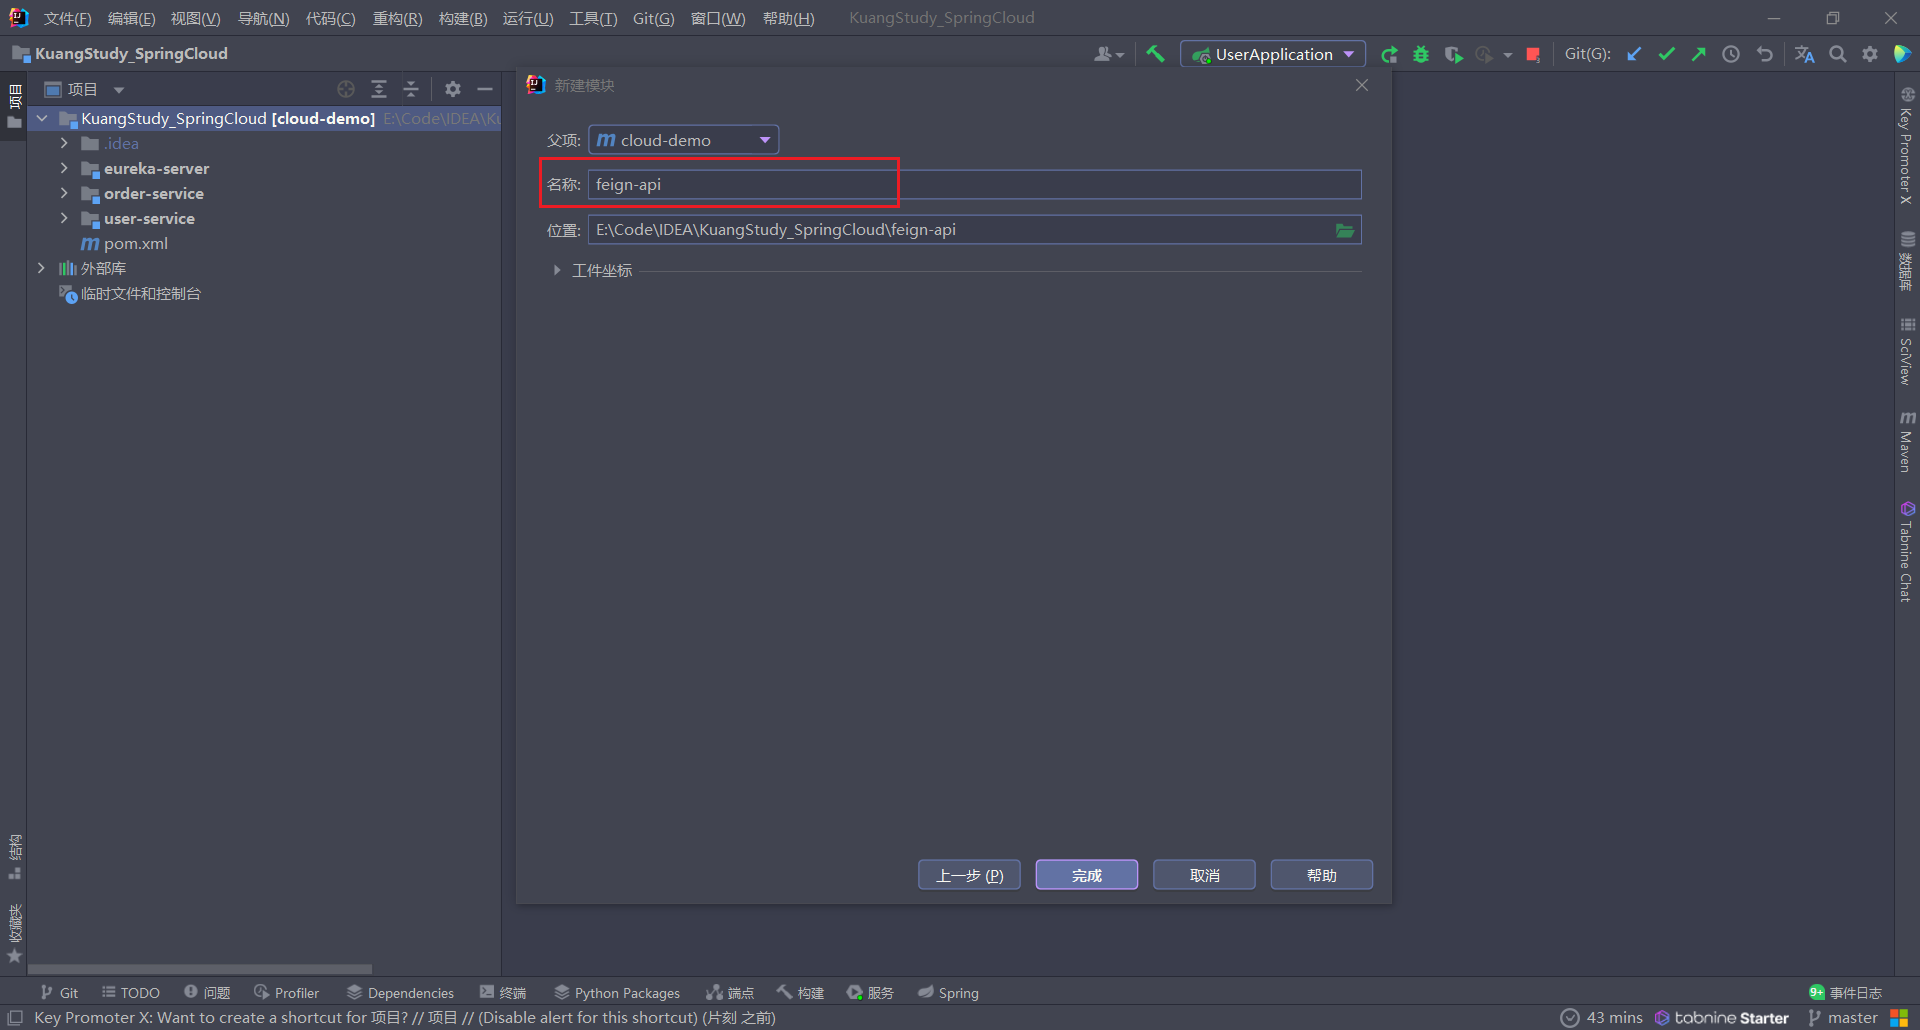 文件(F) 编辑(E) 视图(V) 导航(N) 代码(C) 重构(R) 构建(B) 运行(U) 工具(T) Git(G) 窗口(W) 帮助(H) KuangStudy_SpringCloud
KuangStudy_SpringCloud
UserApplication
Git(G):
项目
项目
KuangStudy_SpringCloud [cloud-demo] E:\Code\IDEA\Ku
.idea
eureka-server
order-service
user-service
pom.xml
外部库
临时文件和控制台
结构
收藏夹
新建模块
父项: cloud-demo
名称: feign-api
位置: E:\Code\IDEA\KuangStudy_SpringCloud\feign-api
工件坐标
上一步 (P) 完成 取消 帮助
Key Promoter X
数据库
SciView
Maven
Tabnine Chat
Git TODO 问题 Profiler Dependencies 终端 Python Packages 端点 构建 服务 Spring 9+ 事件日志
Key Promoter X: Want to create a shortcut for 项目? // 项目 // (Disable alert for this shortcut) (片刻 之前) 43 mins tabnine Starter master